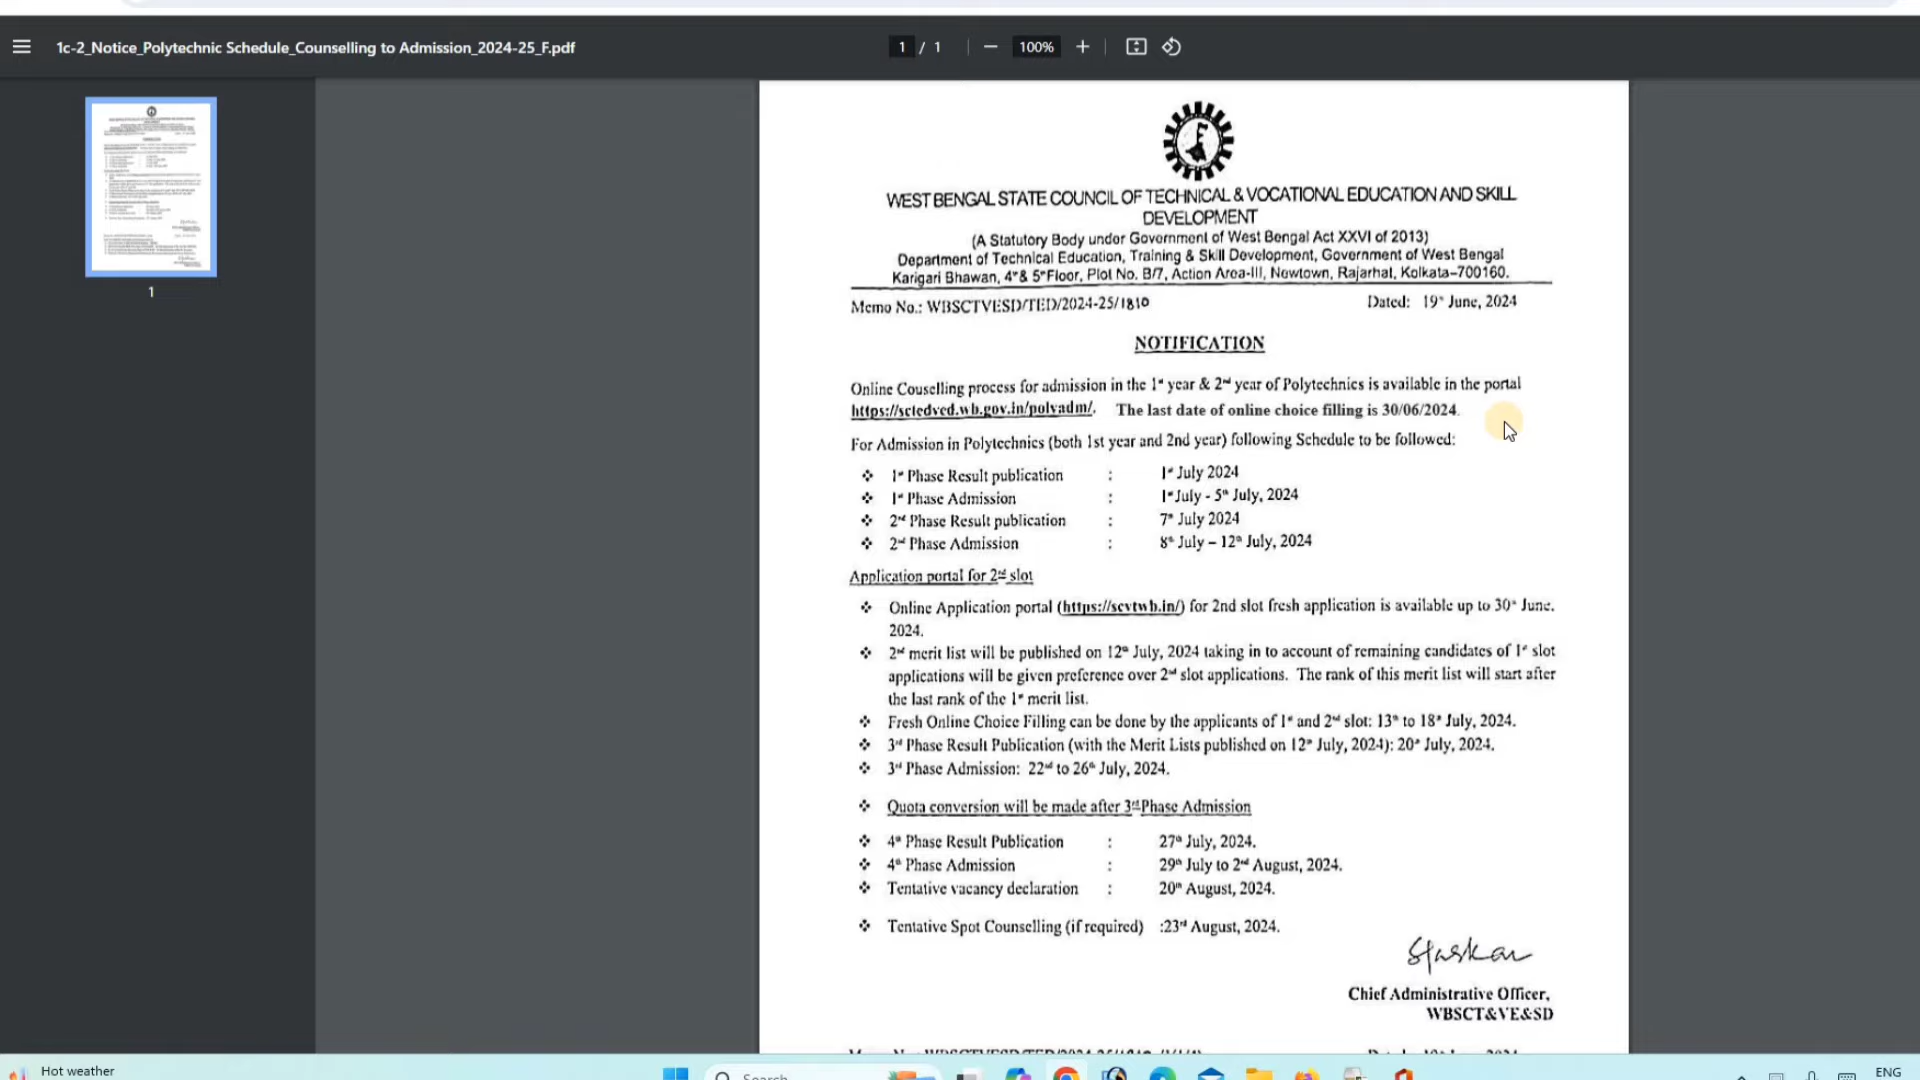 1c-2_Notice_Polytechnic Schedule_Counselling to Admission_2024-25_F.pdf
1 / 1
100%
1
WEST BENGAL STATE COUNCIL OF TECHNICAL & VOCATIONAL EDUCATION AND SKILL
DEVELOPMENT
(A Statutory Body under Government of West Bengal Act XXVI of 2013)
Department of Technical Education, Training & Skill Development, Government of West Bengal
Karigari Bhawan, 4th & 5th Floor, Plot No. B/7, Action Area-III, Newtown, Rajarhat, Kolkata–700160.
Memo No.: WBSCTVESD/TED/2024-25/1810 Dated: 19th June, 2024
NOTIFICATION
Online Couselling process for admission in the 1st year & 2nd year of Polytechnics is available in the portal
https://sctedved.wb.gov.in/polyadm/. The last date of online choice filling is 30/06/2024.
For Admission in Polytechnics (both 1st year and 2nd year) following Schedule to be followed:
❖ 1st Phase Result publication : 1st July 2024
❖ 1st Phase Admission : 1st July - 5th July, 2024
❖ 2nd Phase Result publication : 7th July 2024
❖ 2nd Phase Admission : 8th July – 12th July, 2024
Application portal for 2nd slot
❖ Online Application portal (https://sctvtwb.in/) for 2nd slot fresh application is available up to 30th June.
2024.
❖ 2nd merit list will be published on 12th July, 2024 taking in to account of remaining candidates of 1st slot
applications will be given preference over 2nd slot applications. The rank of this merit list will start after
the last rank of the 1st merit list.
❖ Fresh Online Choice Filling can be done by the applicants of 1st and 2nd slot: 13th to 18th July, 2024.
❖ 3rd Phase Result Publication (with the Merit Lists published on 12th July, 2024): 20th July, 2024.
❖ 3rd Phase Admission: 22nd to 26th July, 2024.
❖ Quota conversion will be made after 3rd Phase Admission
❖ 4th Phase Result Publication : 27th July, 2024.
❖ 4th Phase Admission : 29th July to 2nd August, 2024.
❖ Tentative vacancy declaration : 20th August, 2024.
❖ Tentative Spot Counselling (if required) :23rd August, 2024.
Chief Administrative Officer,
WBSCT&VE&SD
Hot weather
Search
ENG